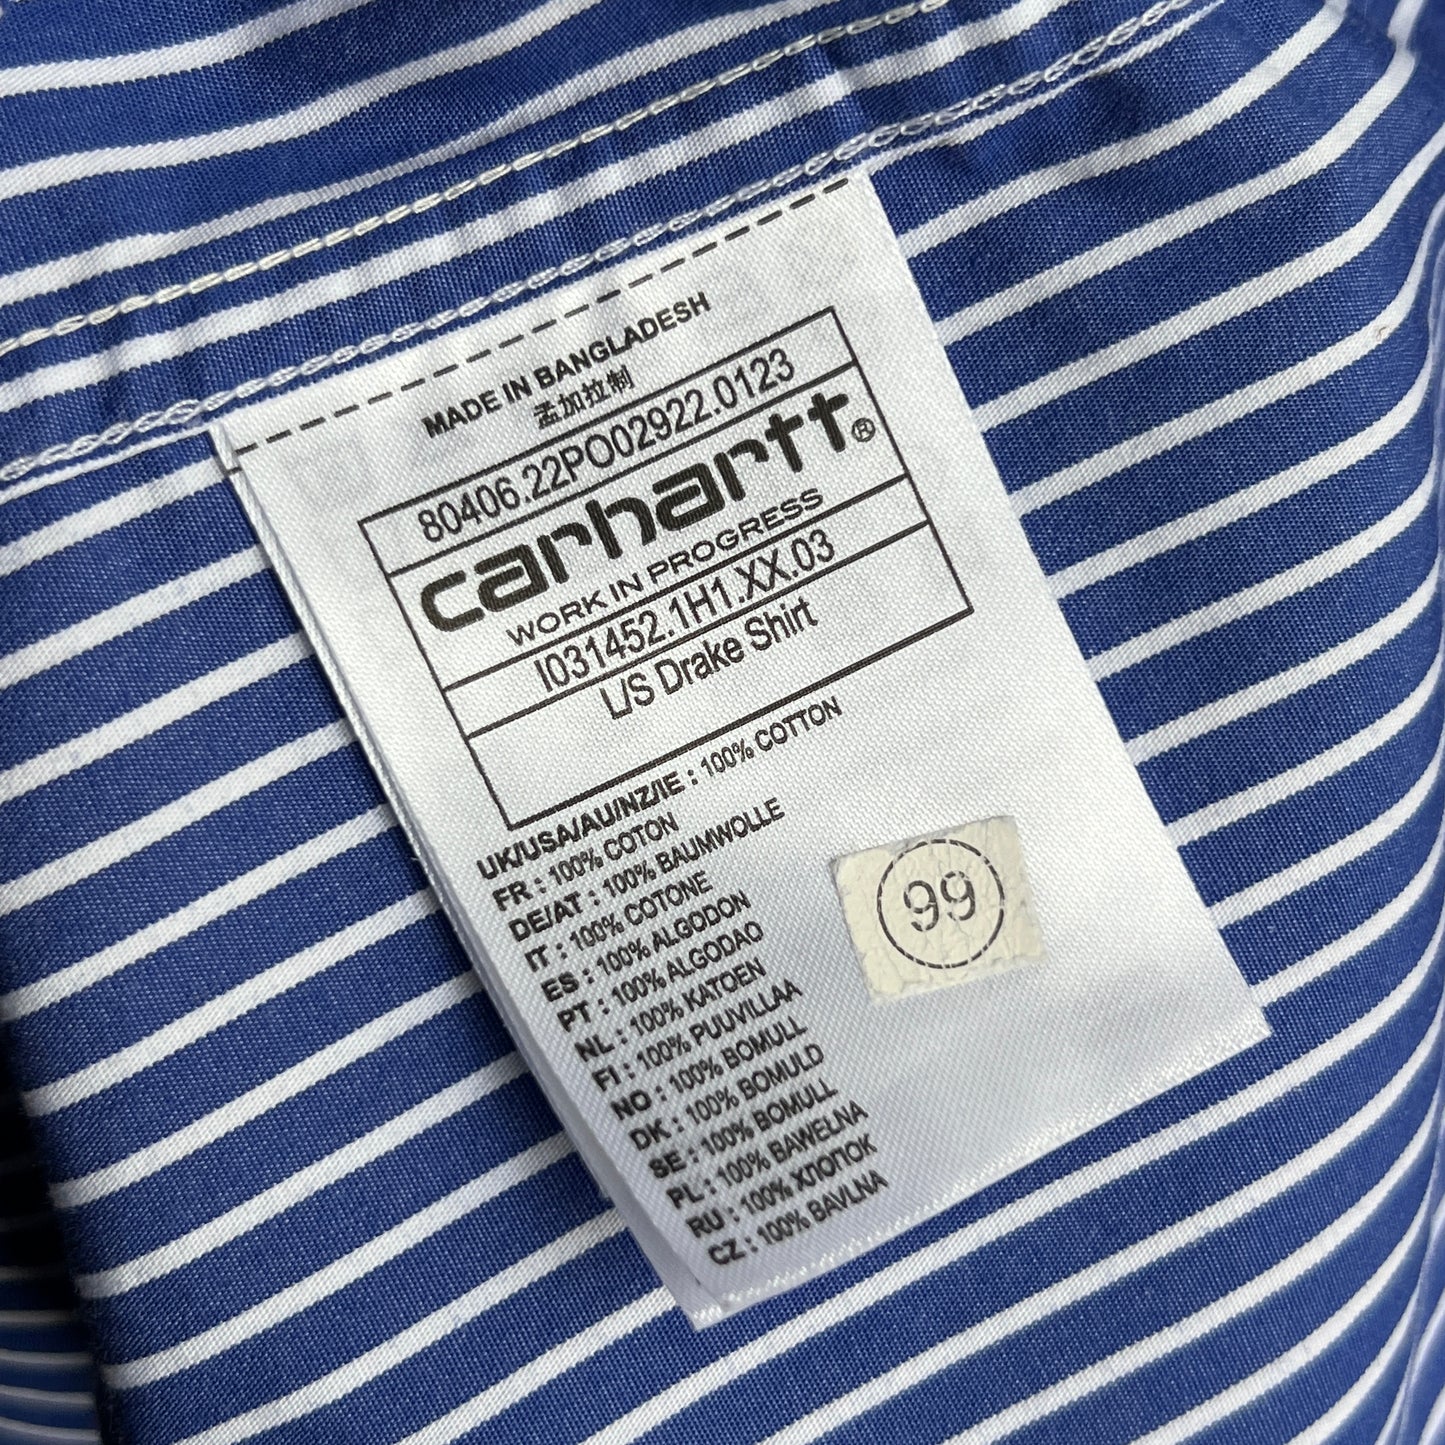 MADE IN BANGLADESH
孟加拉制
80406.22PO02922.0123
carhartt®
WORK IN PROGRESS
I031452.1H1.XX.03
L/S Drake Shirt
UK/USA/AU/NZ/IE : 100% COTTON
FR : 100% COTON
DE/AT : 100% BAUMWOLLE
IT : 100% COTONE
ES : 100% ALGODON
PT : 100% ALGODAO
NL : 100% KATOEN
FI : 100% PUUVILLAA
NO : 100% BOMULL
DK : 100% BOMULD
SE : 100% BOMULL
PL : 100% BAWELNA
RU : 100% ХЛОПОК
CZ : 100% BAVLNA
99